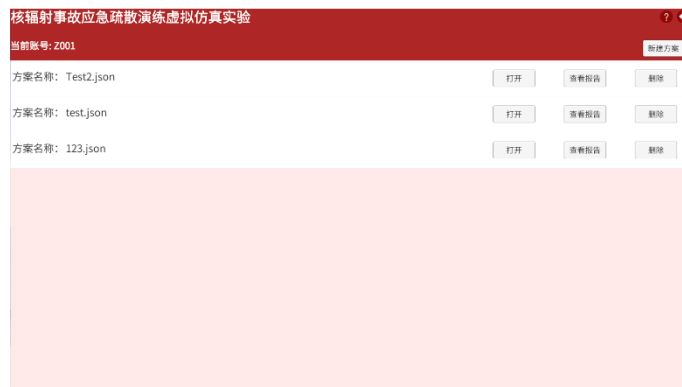 核辐射事故应急疏散演练虚拟仿真实验 ?
当前账号: Z001 新建方案
方案名称: Test2.json 打开 查看报告 删除
方案名称: test.json 打开 查看报告 删除
方案名称: 123.json 打开 查看报告 删除